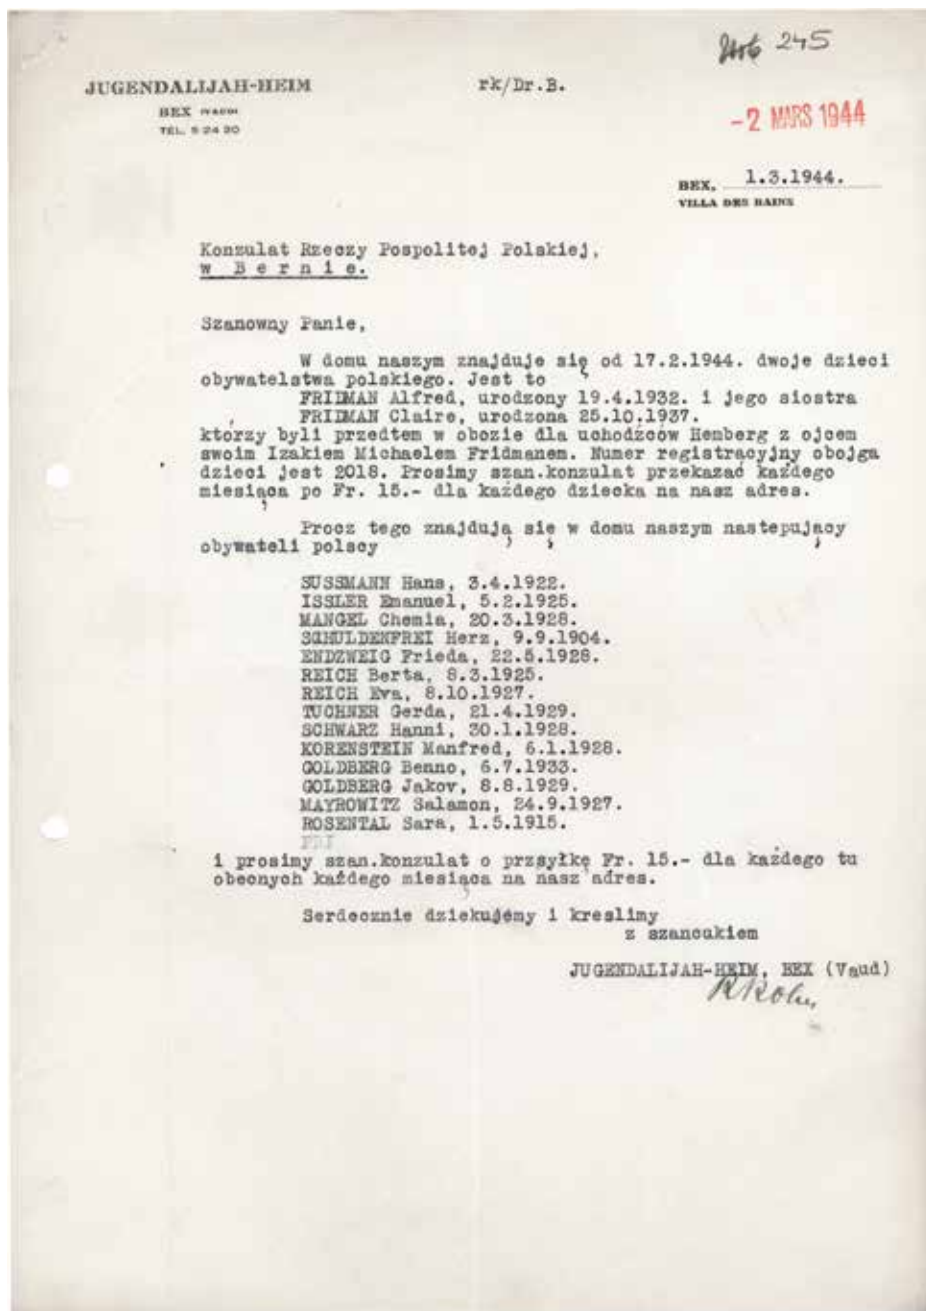 245
JUGENDALIJAH-HEIM
BEX (VAUD)
TÉL. 5 24 20
rk/Dr.B.
-2 MARS 1944
BEX, 1.3.1944.
VILLA DES BAINS
Konzulat Rzeczy Pospolitej Polskiej,
w Bernie.
Szanowny Panie,
W domu naszym znajduje się od 17.2.1944. dwoje dzieci
obywatelstwa polskiego. Jest to
FRIDMAN Alfred, urodzony 19.4.1932. i jego siostra
FRIDMAN Claire, urodzona 25.10.1937.
którzy byli przedtem w obozie dla uchodźców Hemberg z ojcem
swoim Izakiem Michaelem Fridmanem. Numer registracyjny obojga
dzieci jest 2018. Prosimy szan.konzulat przekazać każdego
miesiąca po Fr. 15.- dla każdego dziecka na nasz adres.
Procz tego znajdują się w domu naszym nastepujący
obywateli polscy
SUSSMANN Hans, 3.4.1922.
ISSLER Emanuel, 5.2.1925.
MANGEL Chemia, 20.3.1928.
SCHULDENFREI Herz, 9.9.1904.
ENDZWEIG Frieda, 22.5.1928.
REICH Berta, 8.3.1925.
REICH Eva, 8.10.1927.
TUCHNER Gerda, 21.4.1929.
SCHWARZ Hanni, 30.1.1928.
KORENSTEIN Manfred, 6.1.1928.
GOLDBERG Benno, 6.7.1933.
GOLDBERG Jakov, 8.8.1929.
MAYROWITZ Salamon, 24.9.1927.
ROSENTAL Sara, 1.5.1915.
FRI
i prosimy szan.konzulat o przsyłkę Fr. 15.- dla każdego tu
obecnych każdego miesiąca na nasz adres.
Serdecznie dziekujemy i kreslimy
z szancukiem
JUGENDALIJAH-HEIM, BEX (Vaud)